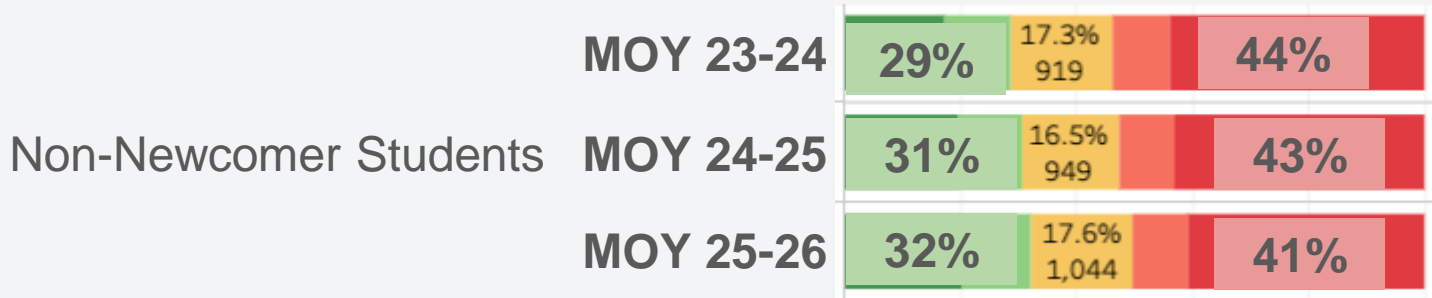 MOY 23-24 29% 17.3% 44%
919
Non-Newcomer Students MOY 24-25 31% 16.5% 43%
949
MOY 25-26 32% 17.6% 41%
1,044